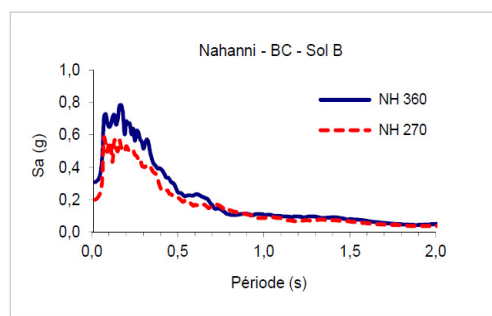 Nahanni - BC - Sol B
1,0
0,8
0,6
0,4
0,2
0,0
Sa (g)
NH 360
NH 270
0,0
0,5
1,0
1,5
2,0
Période (s)